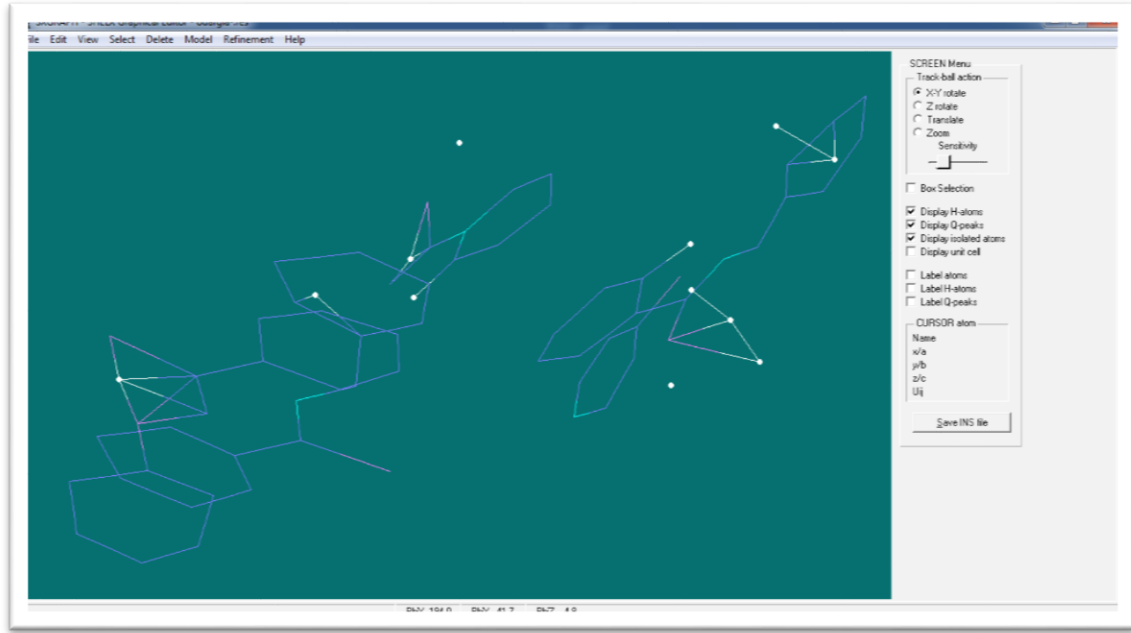 File Edit View Select Delete Model Refinement Help
SCREEN Menu
Track-ball action
X-Y rotate
Z rotate
Translate
Zoom
Sensitivity
Box Selection
Display H-atoms
Display Q-peaks
Display isolated atoms
Display unit cell
Label atoms
Label H-atoms
Label Q-peaks
CURSOR atom
Name
x/a
y/b
z/c
Uij
Save INS file